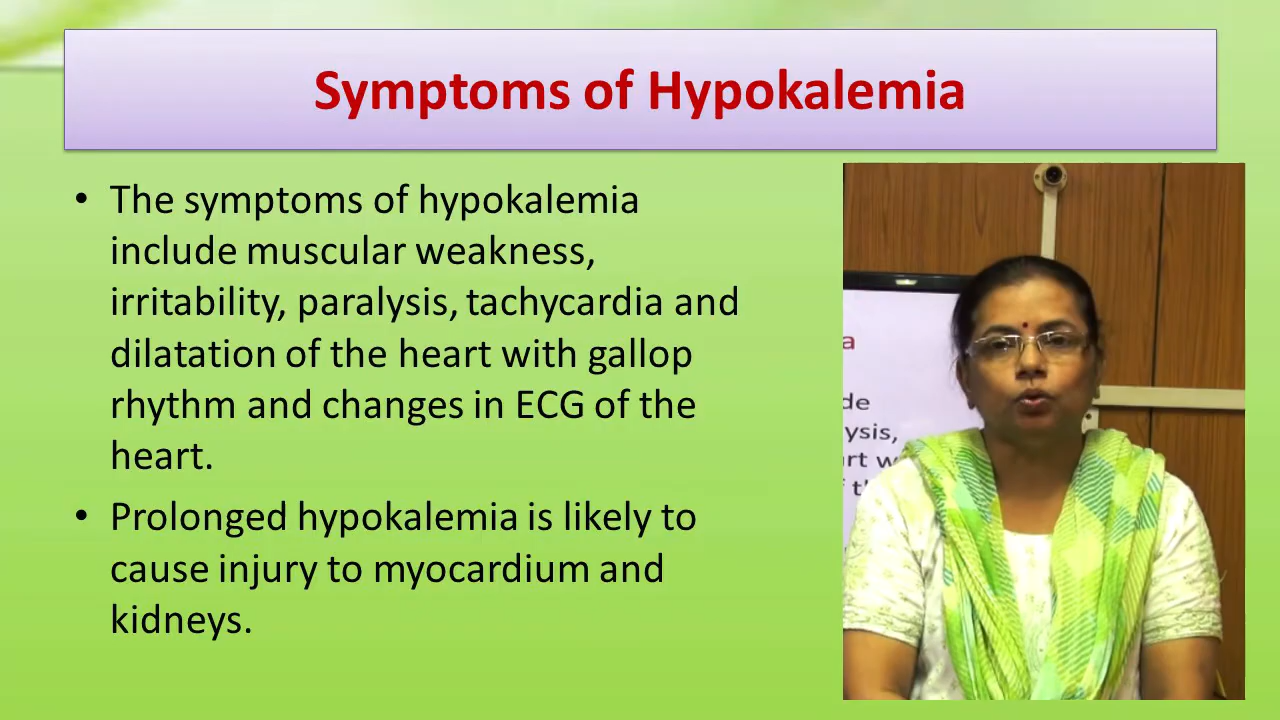 Symptoms of Hypokalemia
• The symptoms of hypokalemia
include muscular weakness,
irritability, paralysis, tachycardia and
dilatation of the heart with gallop
rhythm and changes in ECG of the
heart.
• Prolonged hypokalemia is likely to
cause injury to myocardium and
kidneys.
a
de
ysis,